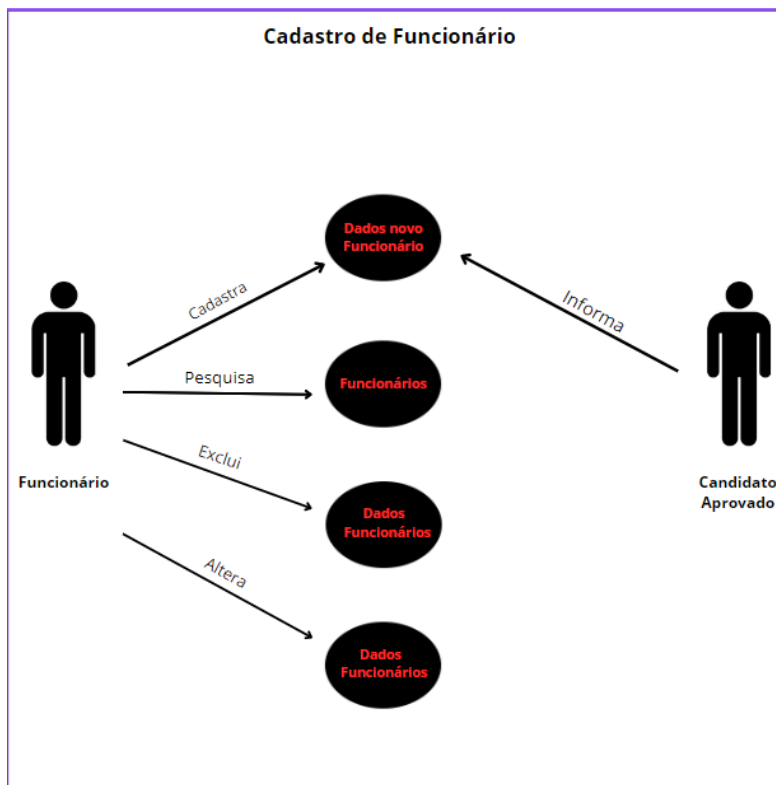 Cadastro de Funcionário
Dados novo
Funcionário
Cadastra
Informa
Pesquisa
Funcionários
Exclui
Funcionário
Candidato
Aprovado
Dados
Funcionários
Altera
Dados
Funcionários